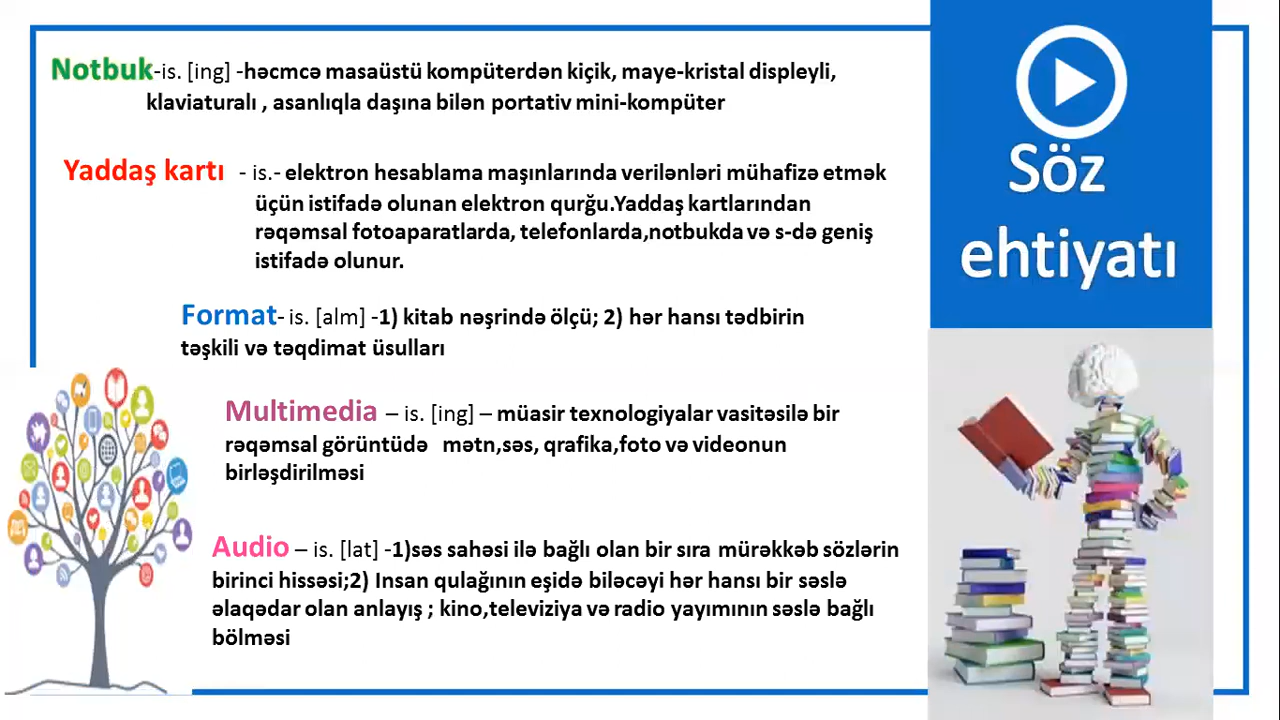 Notbuk-is. [ing] -həcmcə masaüstü kompüterdən kiçik, maye-kristal displeyli,
klaviaturalı , asanlıqla daşına bilən portativ mini-kompüter
Yaddaş kartı - is.- elektron hesablama maşınlarında verilənləri mühafizə etmək
üçün istifadə olunan elektron qurğu.Yaddaş kartlarından
rəqəmsal fotoaparatlarda, telefonlarda,notbukda və s-də geniş
istifadə olunur.
Format- is. [alm] -1) kitab nəşrində ölçü; 2) hər hansı tədbirin
təşkili və təqdimat üsulları
Multimedia – is. [ing] – müasir texnologiyalar vasitəsilə bir
rəqəmsal görüntüdə mətn,səs, qrafika,foto və videonun
birləşdirilməsi
Audio – is. [lat] -1)səs sahəsi ilə bağlı olan bir sıra mürəkkəb sözlərin
birinci hissəsi;2) Insan qulağının eşidə biləcəyi hər hansı bir səslə
əlaqədar olan anlayış ; kino,televiziya və radio yayımının səslə bağlı
bölməsi
Söz
ehtiyatı